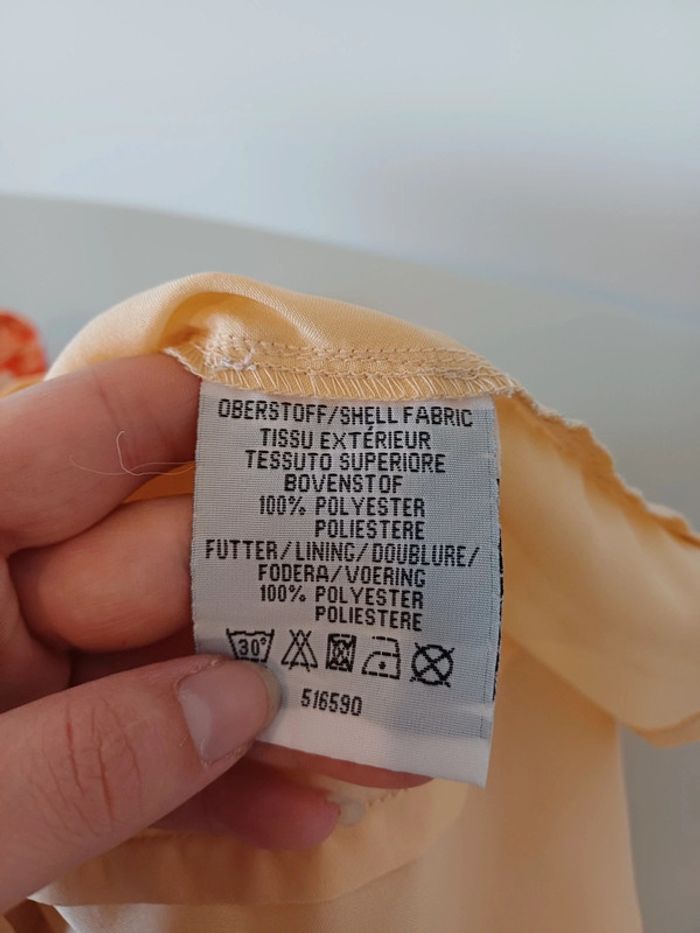 OBERSTOFF/SHELL FABRIC
TISSU EXTÉRIEUR
TESSUTO SUPERIORE
BOVENSTOF
100% POLYESTER
POLIESTERE
FUTTER/LINING/DOUBLURE/
FODERA/VOERING
100% POLYESTER
POLIESTERE
30°
516590